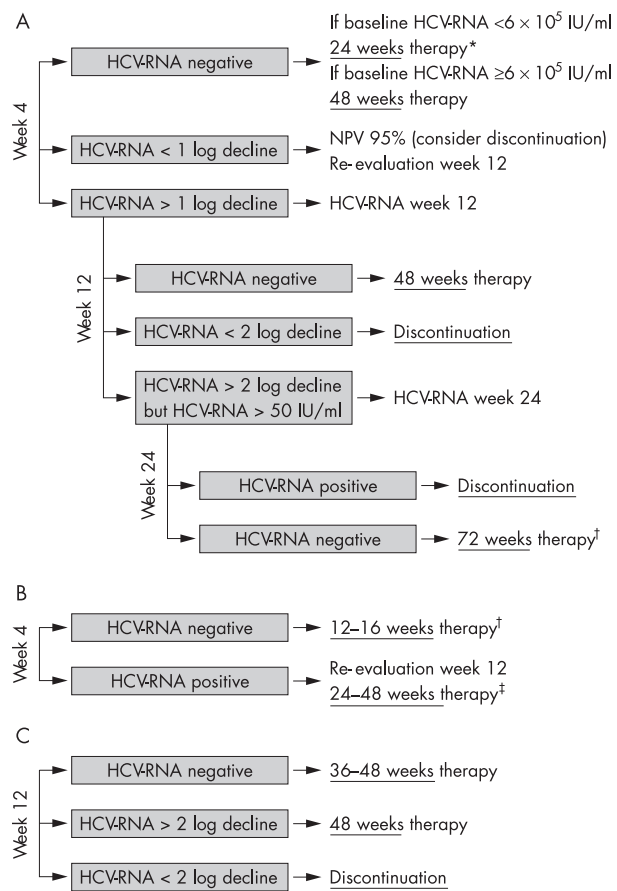 A
Week 4
HCV-RNA negative
If baseline HCV-RNA <6 × 10⁵ IU/ml
24 weeks therapy*
If baseline HCV-RNA ≥6 × 10⁵ IU/ml
48 weeks therapy
HCV-RNA < 1 log decline
NPV 95% (consider discontinuation)
Re-evaluation week 12
HCV-RNA > 1 log decline
HCV-RNA week 12
Week 12
HCV-RNA negative
48 weeks therapy
HCV-RNA < 2 log decline
Discontinuation
HCV-RNA > 2 log decline
but HCV-RNA > 50 IU/ml
HCV-RNA week 24
Week 24
HCV-RNA positive
Discontinuation
HCV-RNA negative
72 weeks therapy†
B
Week 4
HCV-RNA negative
12–16 weeks therapy†
HCV-RNA positive
Re-evaluation week 12
24–48 weeks therapy‡
C
Week 12
HCV-RNA negative
36–48 weeks therapy
HCV-RNA > 2 log decline
48 weeks therapy
HCV-RNA < 2 log decline
Discontinuation